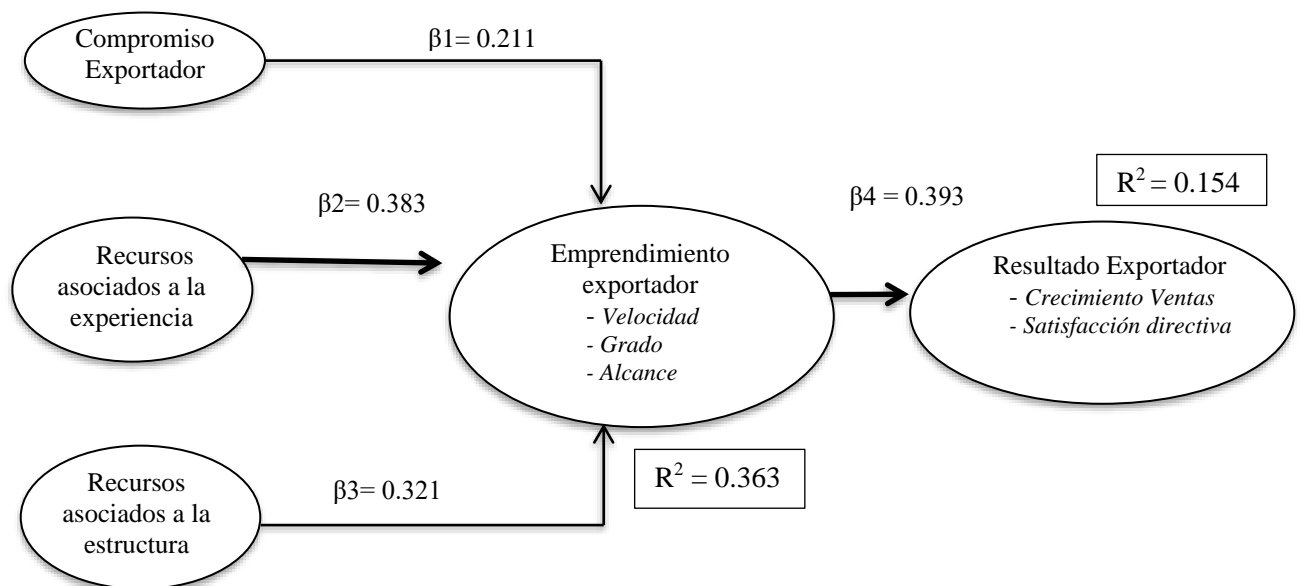 Compromiso
Exportador
β1= 0.211
β2= 0.383
Recursos
asociados a la
experiencia
Recursos
asociados a la
estructura
β3= 0.321
Emprendimiento
exportador
- Velocidad
- Grado
- Alcance
R² = 0.363
β4 = 0.393
R² = 0.154
Resultado Exportador
- Crecimiento Ventas
- Satisfacción directiva